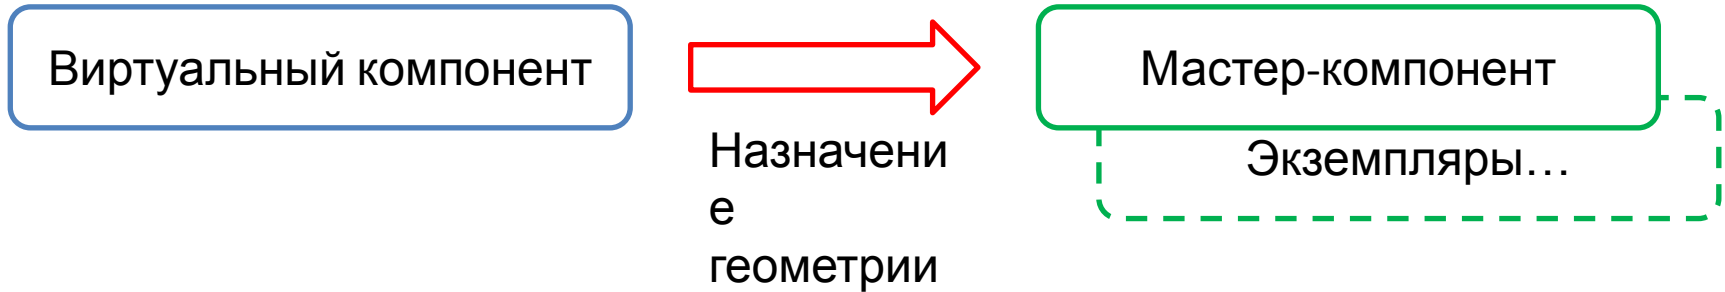 Виртуальный компонент
Назначени
е
геометрии
Мастер-компонент
Экземпляры…